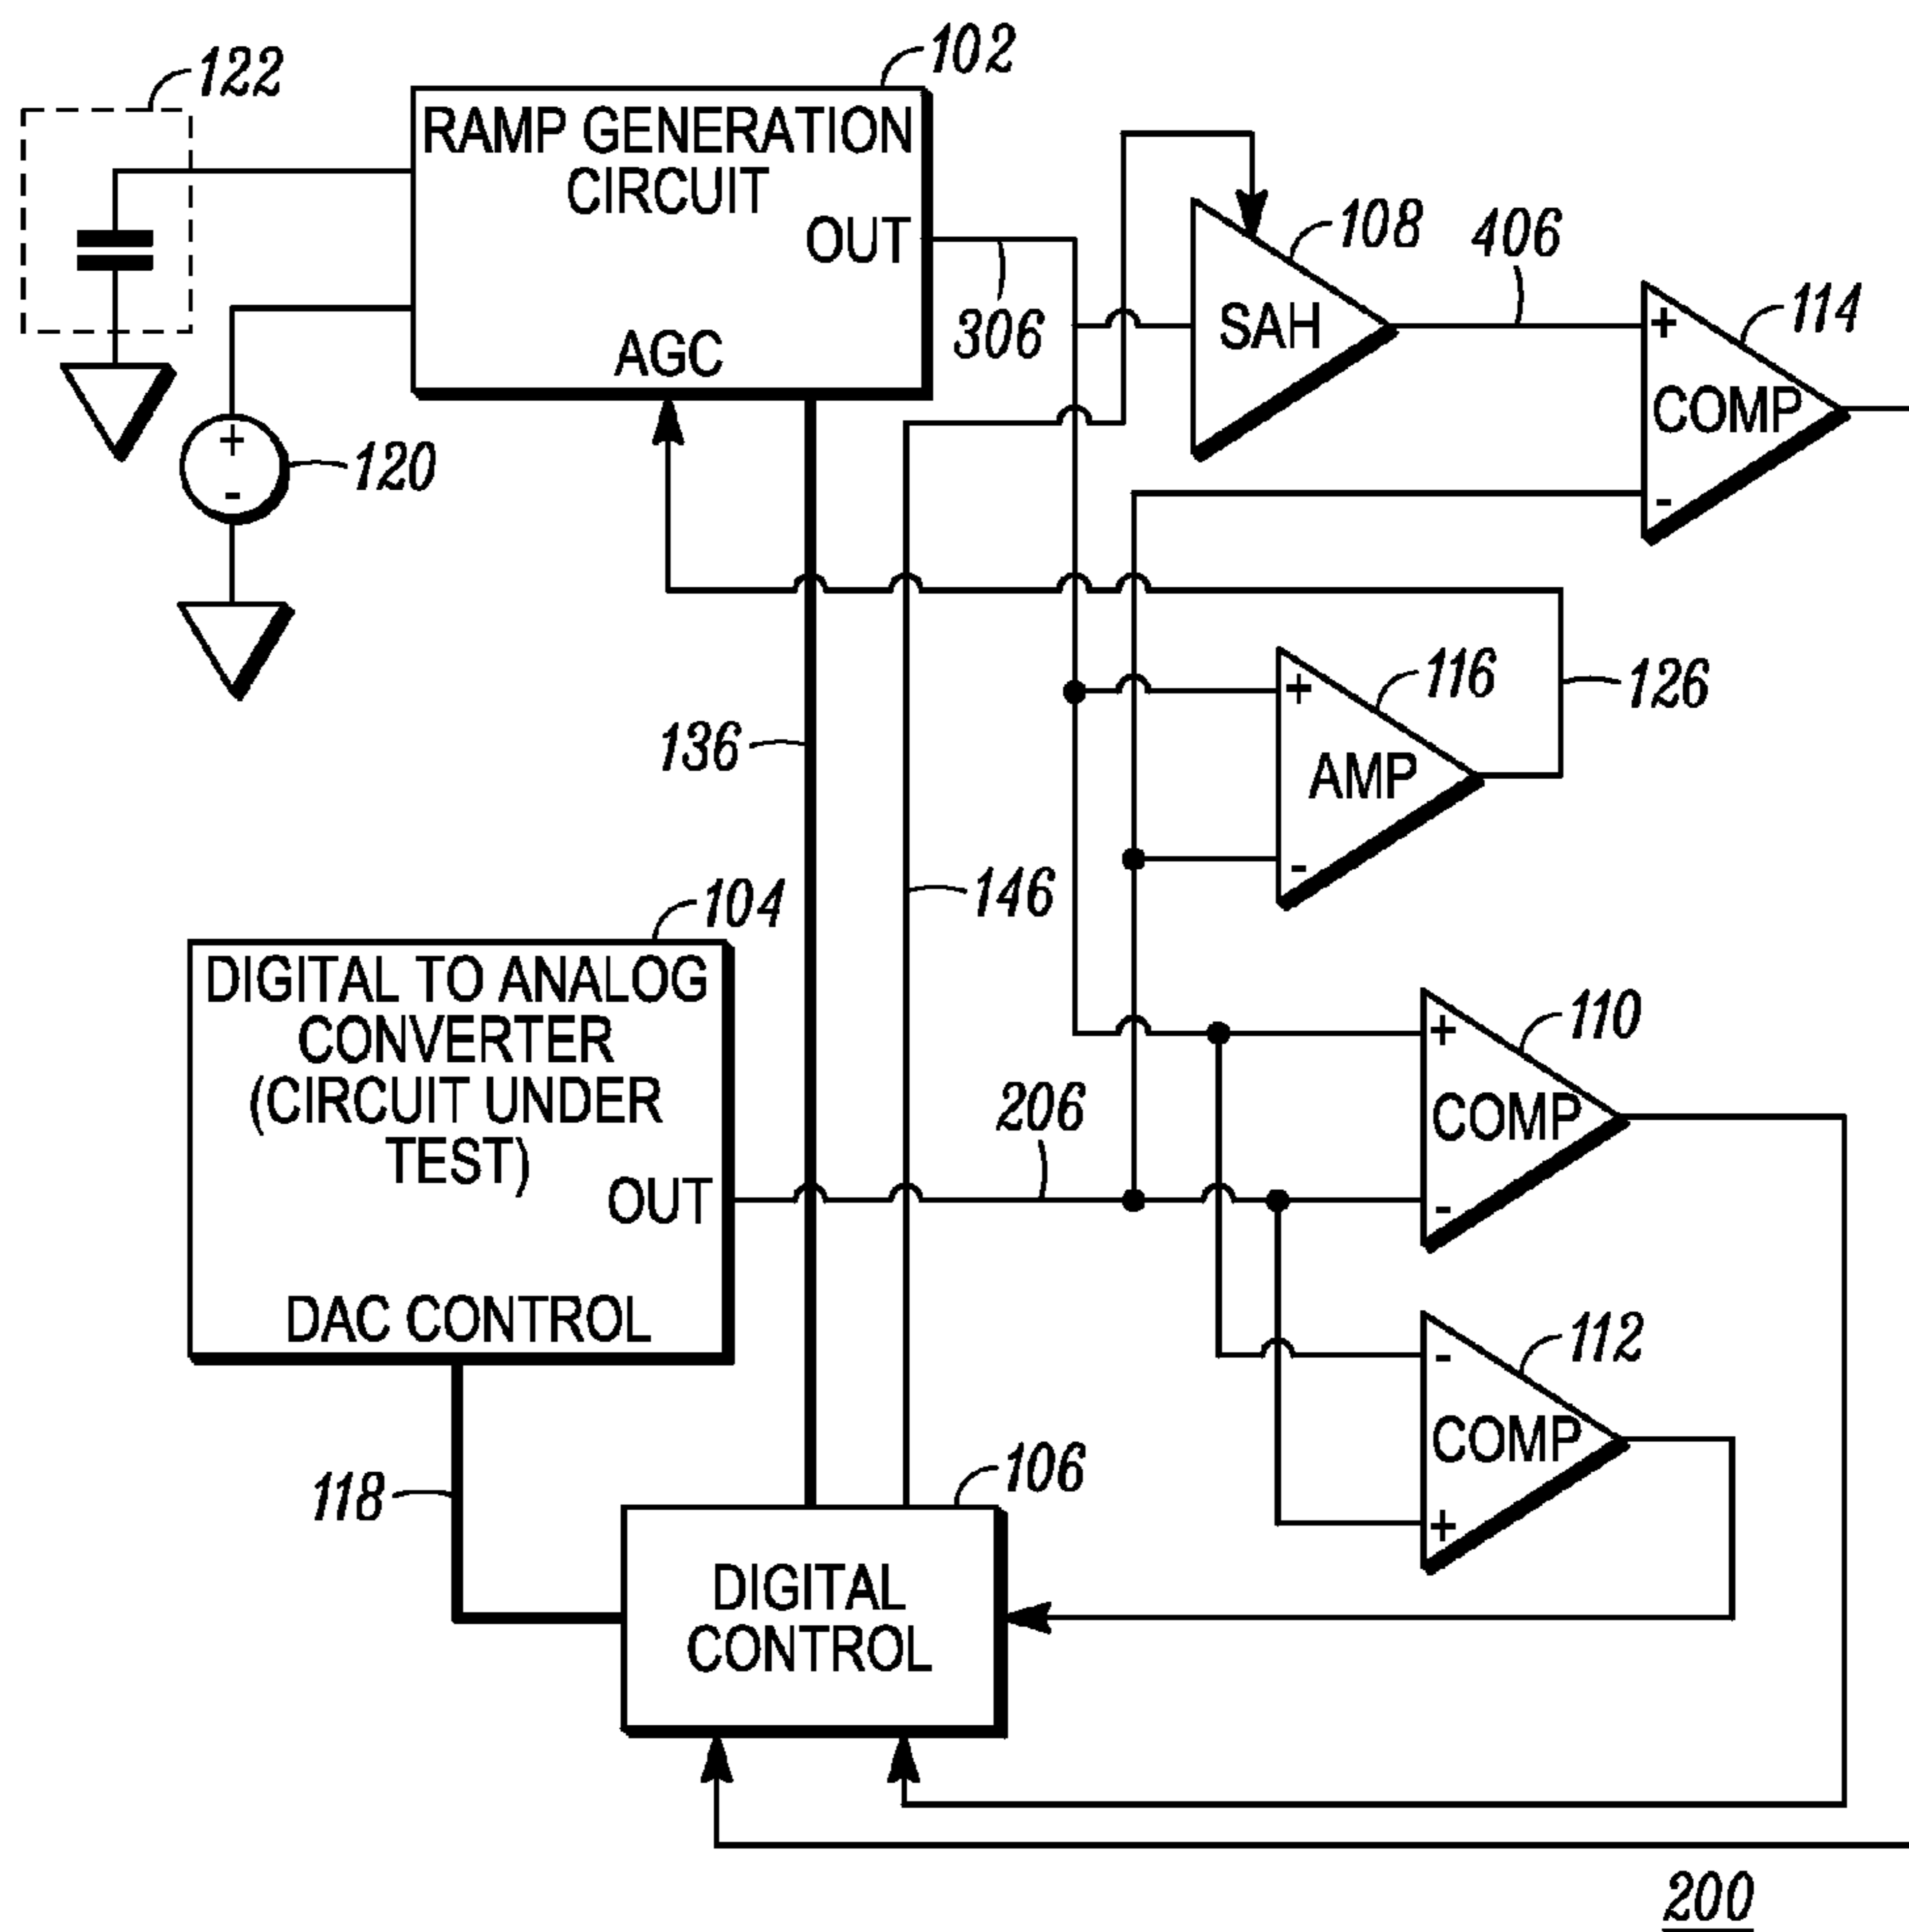 122
102
RAMP GENERATION
CIRCUIT
OUT
AGC
306
108
SAH
406
+
114
COMP
-
+
-
120
136
146
+
116
AMP
-
126
104
DIGITAL TO ANALOG
CONVERTER
(CIRCUIT UNDER
TEST)
OUT
DAC CONTROL
206
+
110
COMP
-
-
112
COMP
+
118
106
DIGITAL
CONTROL
200